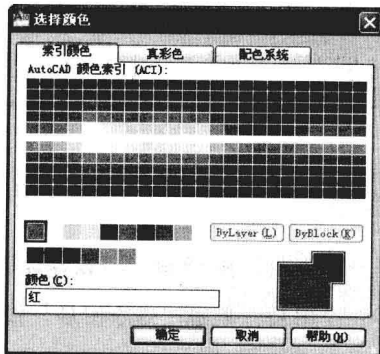 选择颜色
索引颜色 真彩色 配色系统
AutoCAD 颜色索引 (ACI):
ByLayer(L) ByBlock(K)
颜色(C):
红
确定 取消 帮助(H)